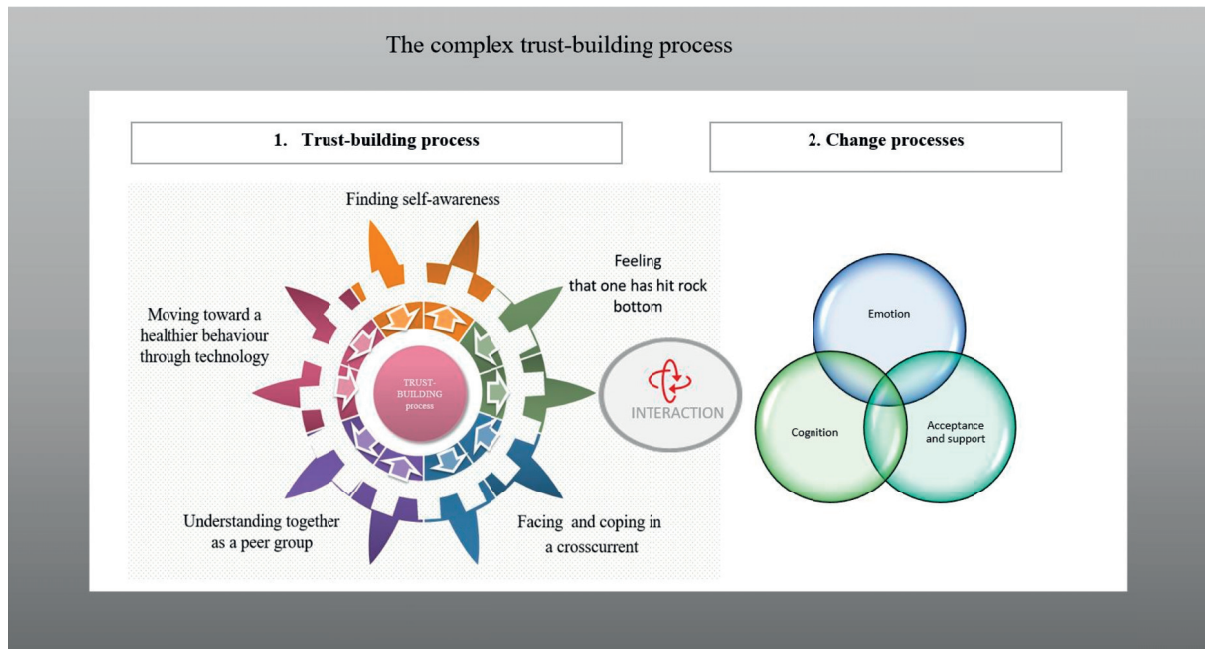 The complex trust-building process
1. Trust-building process
2. Change processes
Finding self-awareness
Feeling
that one has hit rock
bottom
Moving toward a
healthier behaviour
through technology
TRUST-
BUILDING
process
INTERACTION
Understanding together
as a peer group
Facing and coping in
a crosscurrent
Emotion
Cognition
Acceptance
and support